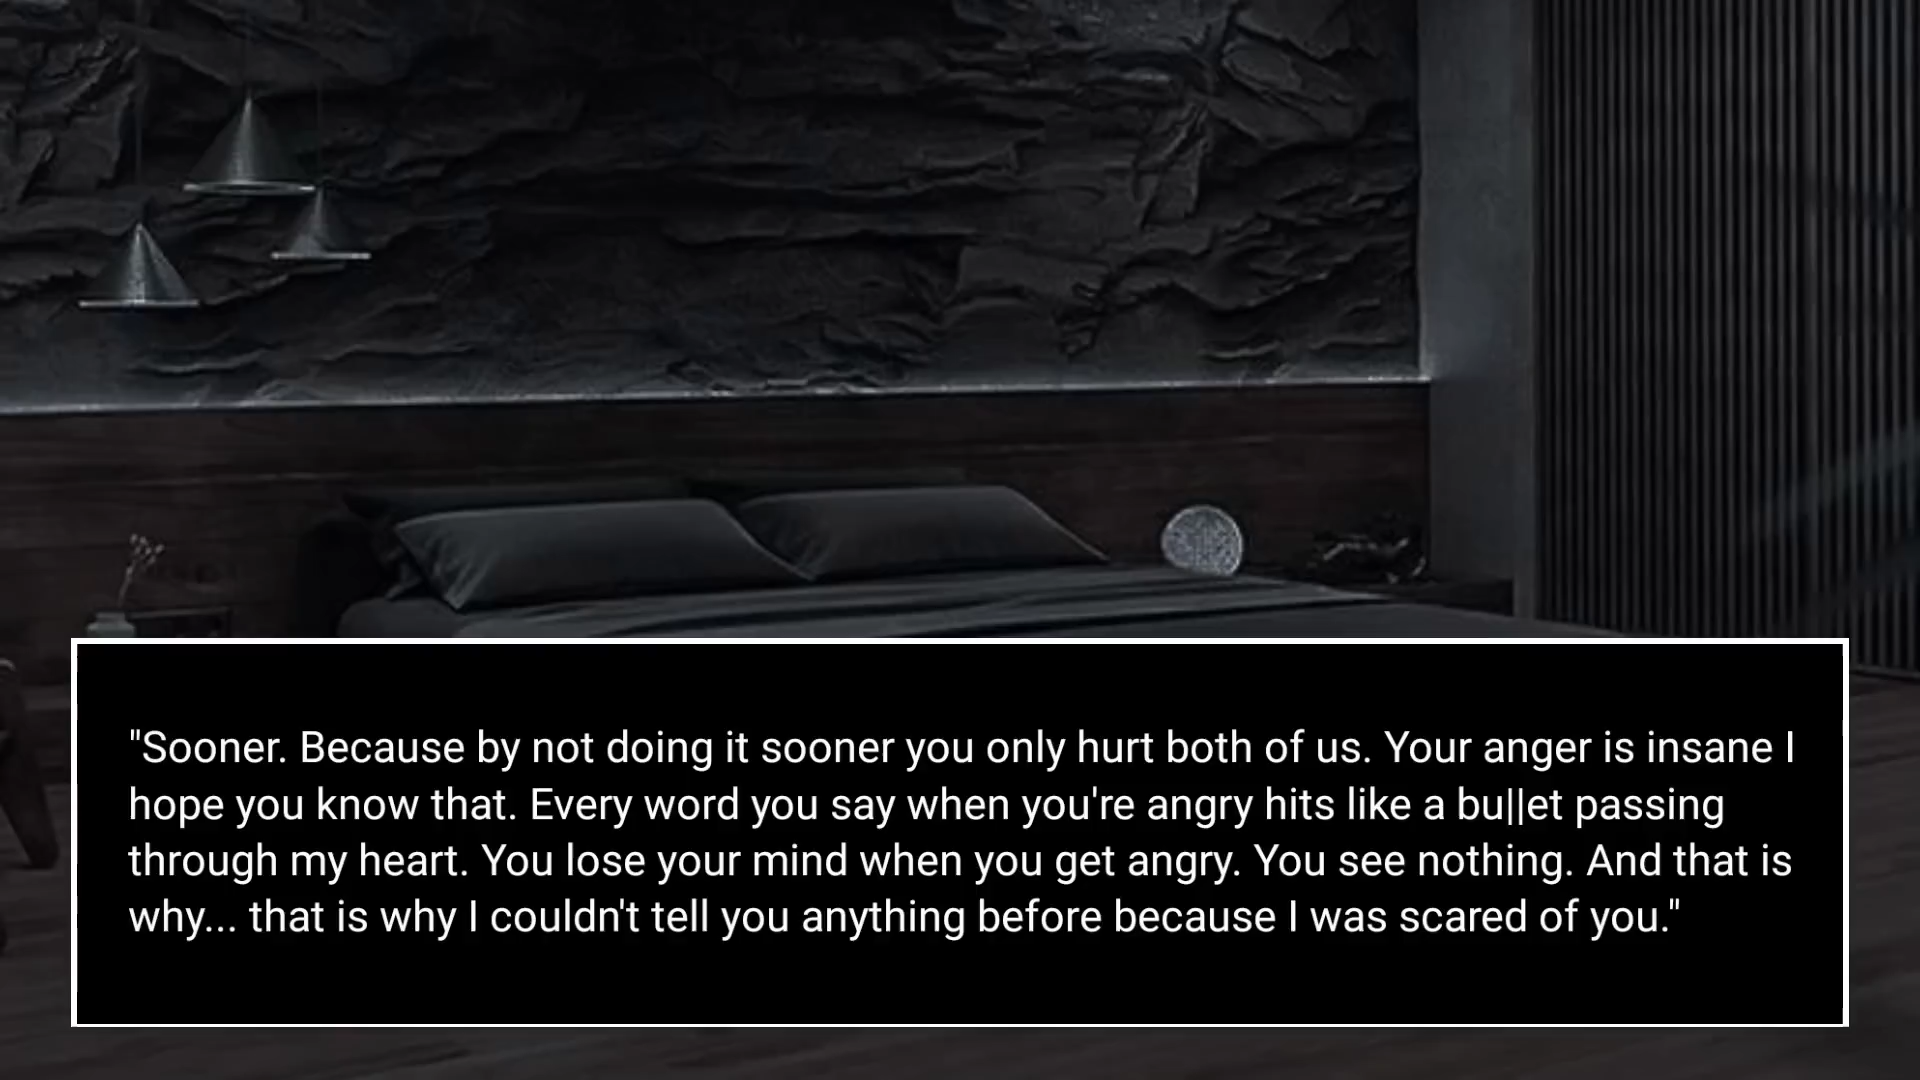 "Sooner. Because by not doing it sooner you only hurt both of us. Your anger is insane I
hope you know that. Every word you say when you're angry hits like a bu||et passing
through my heart. You lose your mind when you get angry. You see nothing. And that is
why... that is why I couldn't tell you anything before because I was scared of you."